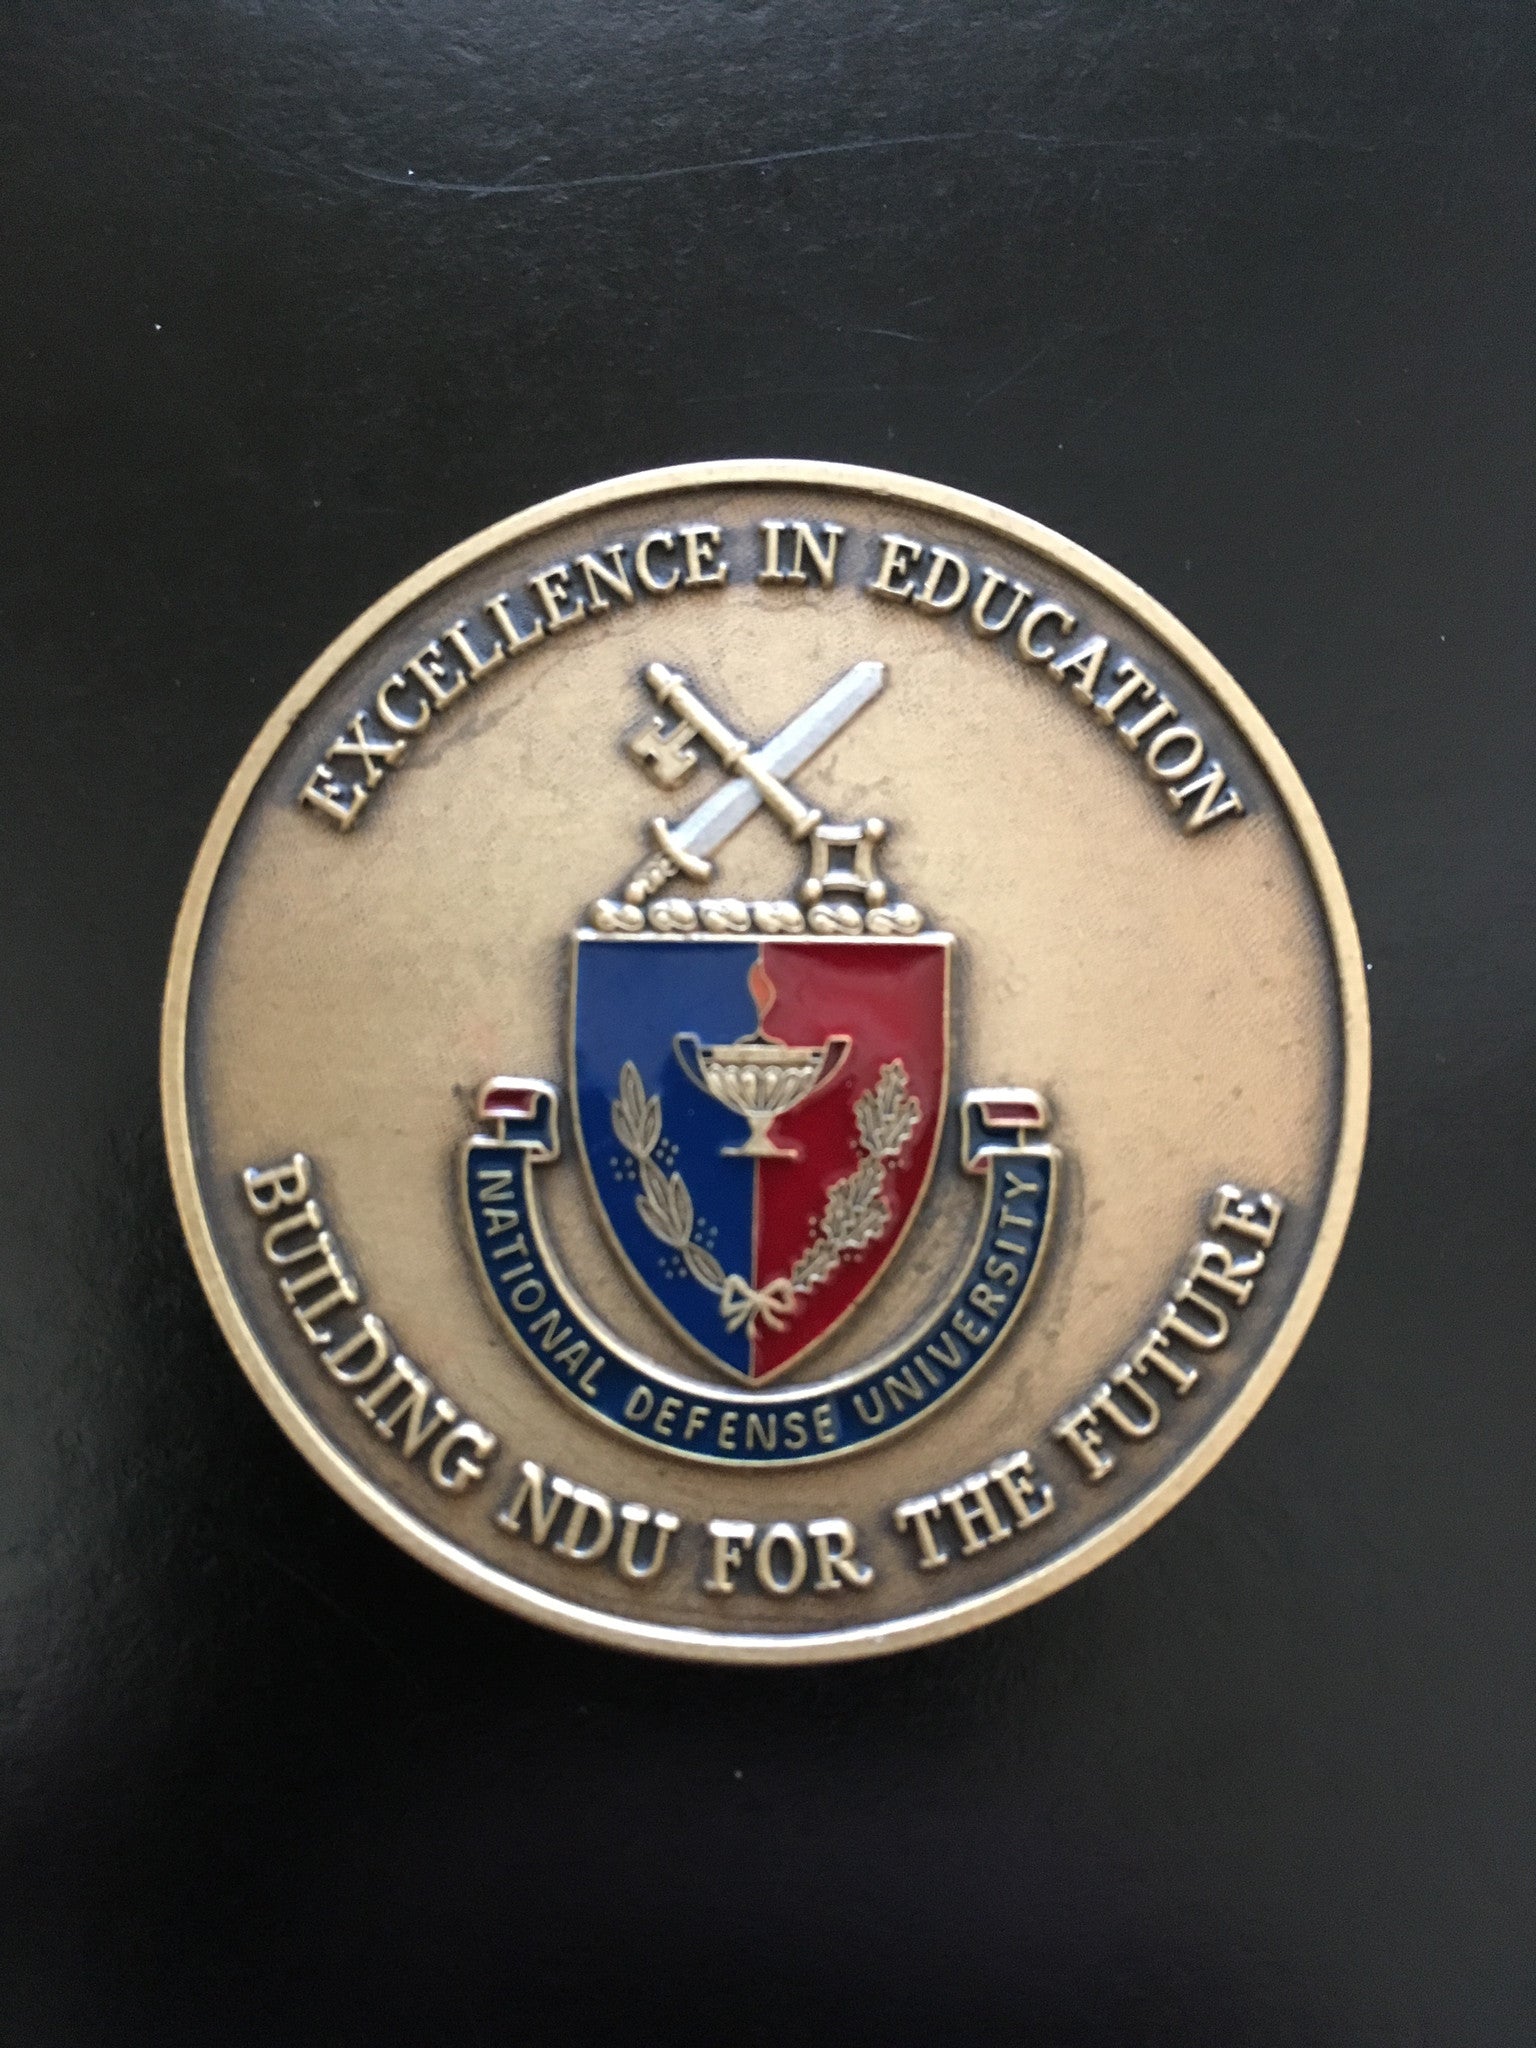 EXCELLENCE IN EDUCATION
NATIONAL DEFENSE UNIVERSITY
BUILDING NDU FOR THE FUTURE